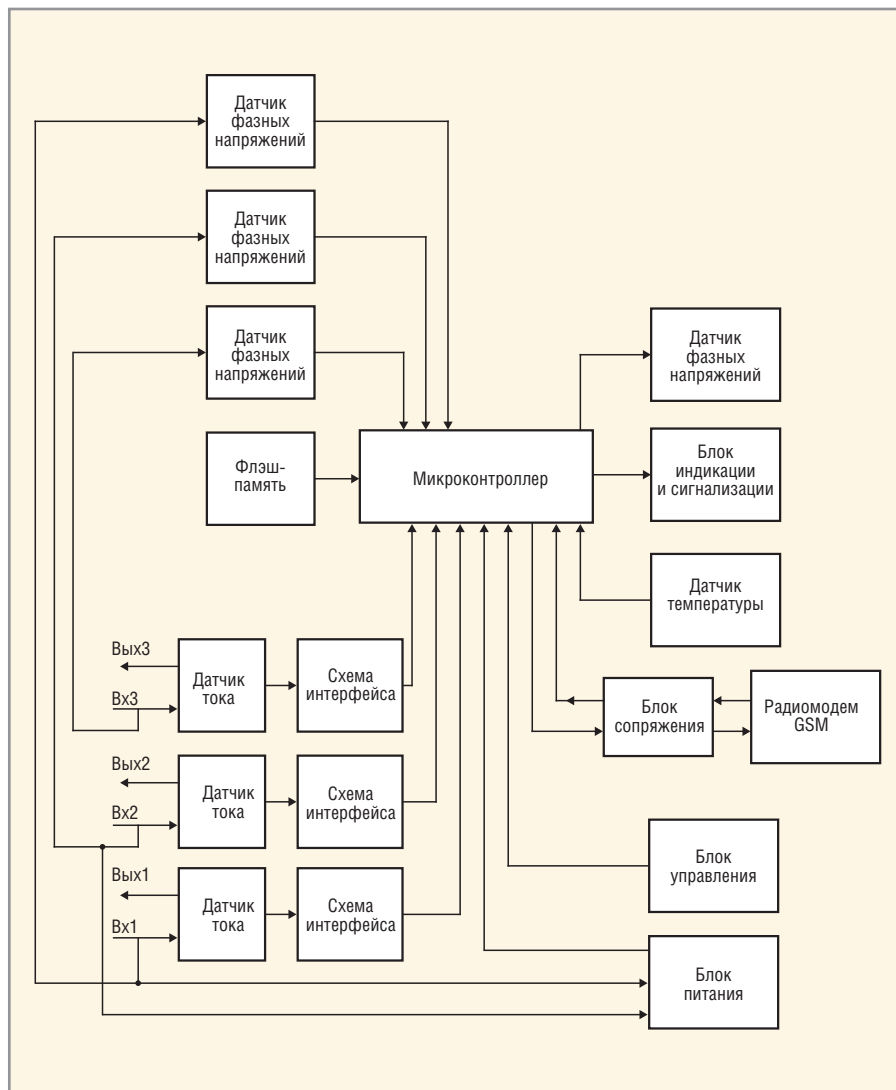 Датчик
фазных
напряжений
Датчик
фазных
напряжений
Датчик
фазных
напряжений
Датчик
фазных
напряжений
Флэш-
память
Микроконтроллер
Блок
индикации
и сигнализации
Датчик
температуры
Вых3
Вх3
Датчик
тока
Схема
интерфейса
Блок
сопряжения
Радиомодем
GSM
Вых2
Вх2
Датчик
тока
Схема
интерфейса
Блок
управления
Вых1
Вх1
Датчик
тока
Схема
интерфейса
Блок
питания